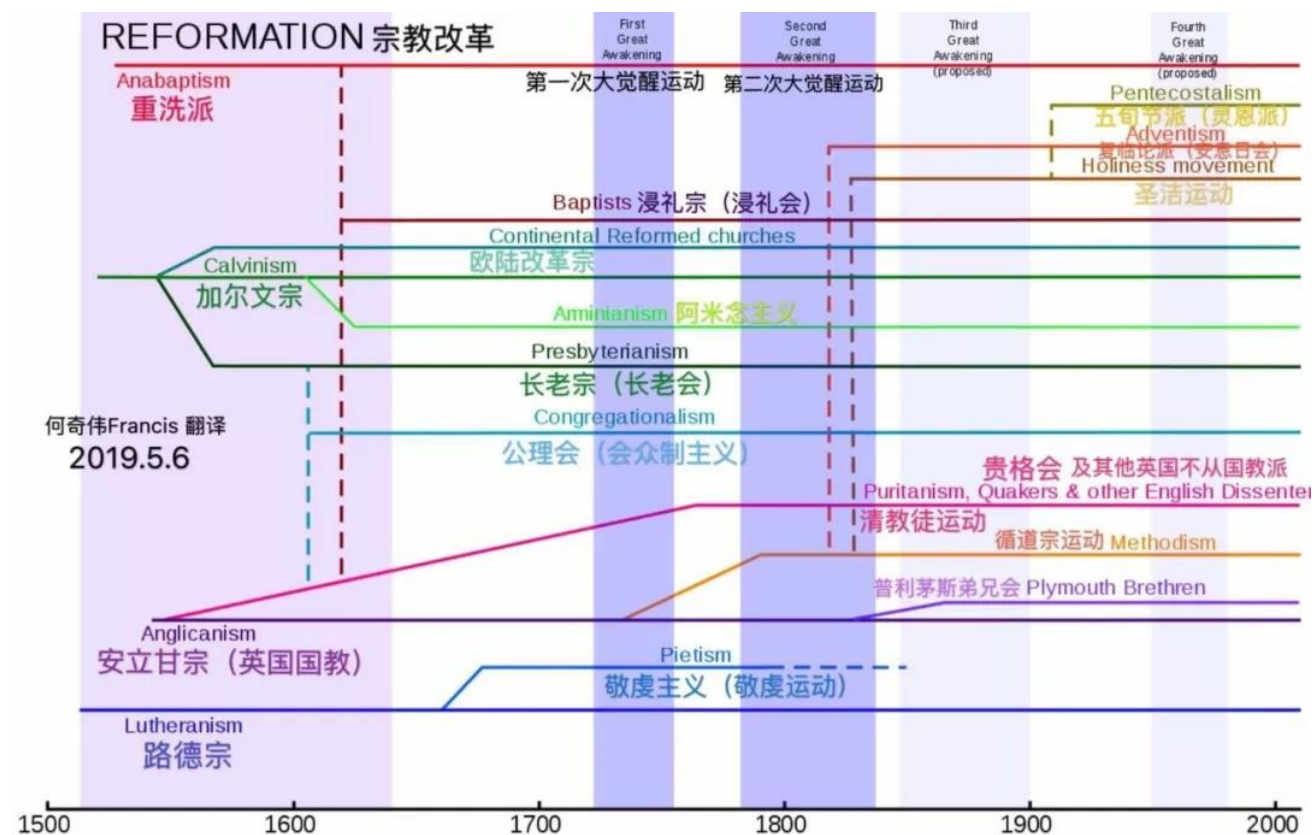 REFORMATION 宗教改革
First
Great
Awakening
Second
Great
Awakening
Third
Great
Awakening
(proposed)
Fourth
Great
Awakening
(proposed)
第一次大觉醒运动
第二次大觉醒运动
Anabaptism
重洗派
Pentecostalism
五旬节派（灵恩派）
Adventism
复临论派（安息日会）
Holiness movement
圣洁运动
Baptists 浸礼宗（浸礼会）
Continental Reformed churches
欧陆改革宗
Calvinism
加尔文宗
Arminianism 阿米念主义
Presbyterianism
长老宗（长老会）
Congregationalism
公理会（会众制主义）
何奇伟Francis 翻译
2019.5.6
贵格会 及其他英国不从国教派
Puritanism, Quakers & other English Dissenter
清教徒运动
循道宗运动 Methodism
普利茅斯弟兄会 Plymouth Brethren
Anglicanism
安立甘宗（英国国教）
Pietism
敬虔主义（敬虔运动）
Lutheranism
路德宗
1500
1600
1700
1800
1900
2000